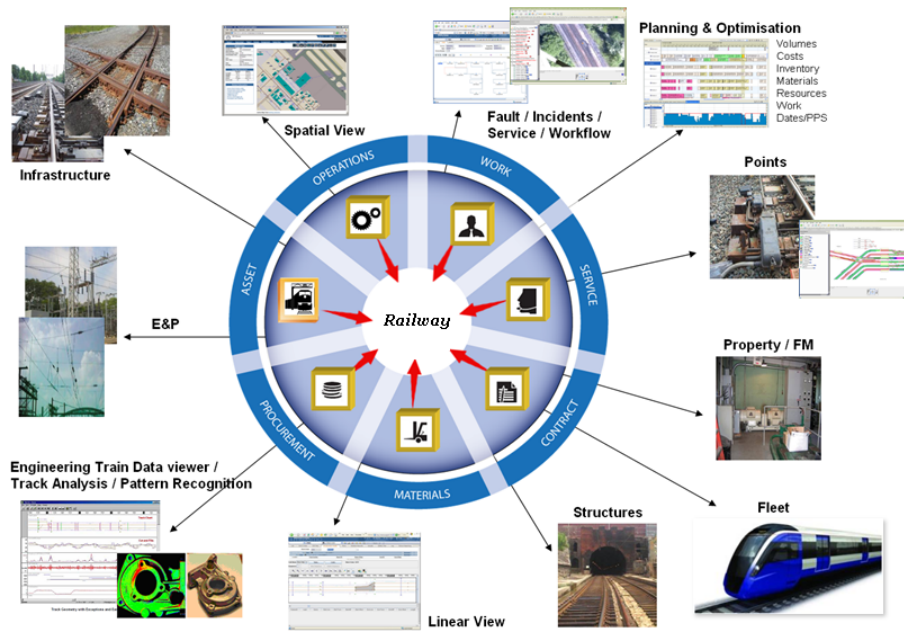 Planning & Optimisation
Volumes
Costs
Inventory
Materials
Resources
Work
Dates/PPS
Spatial View
Fault / Incidents /
Service / Workflow
Infrastructure
OPERATIONS
WORK
Points
ASSET
SERVICE
E&P
Railway
Property / FM
PROCUREMENT
CONTRACT
MATERIALS
Engineering Train Data viewer /
Track Analysis / Pattern Recognition
Structures
Fleet
Linear View